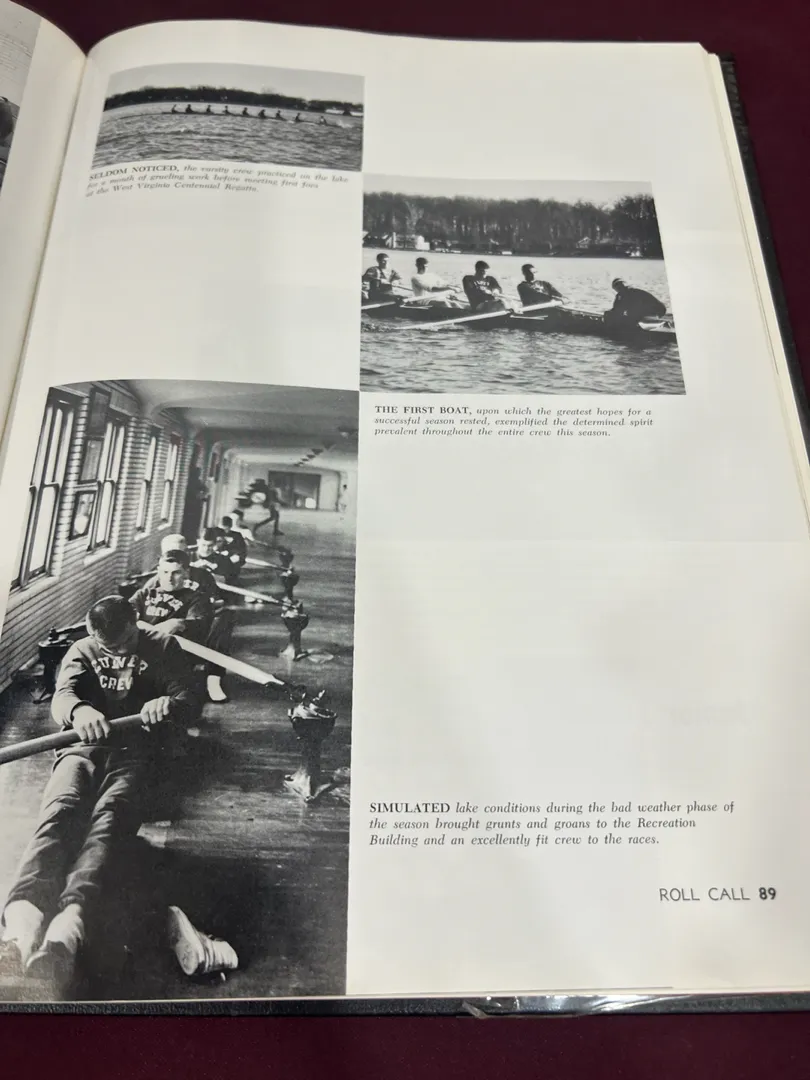 SELDOM NOTICED, the varsity crew practiced on the lake
for a month of grueling work before meeting first foes
at the West Virginia Centennial Regatta.
THE FIRST BOAT, upon which the greatest hopes for a
successful season rested, exemplified the determined spirit
prevalent throughout the entire crew this season.
CULVER
CREW
SIMULATED lake conditions during the bad weather phase of
the season brought grunts and groans to the Recreation
Building and an excellently fit crew to the races.
ROLL CALL 89